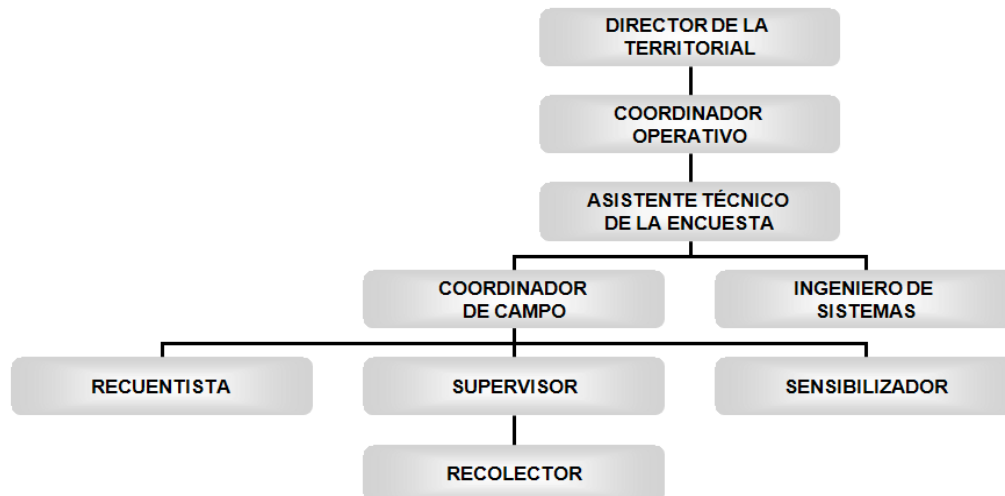 DIRECTOR DE LA
TERRITORIAL
COORDINADOR
OPERATIVO
ASISTENTE TÉCNICO
DE LA ENCUESTA
COORDINADOR
DE CAMPO
INGENIERO DE
SISTEMAS
RECUENTISTA
SUPERVISOR
SENSIBILIZADOR
RECOLECTOR